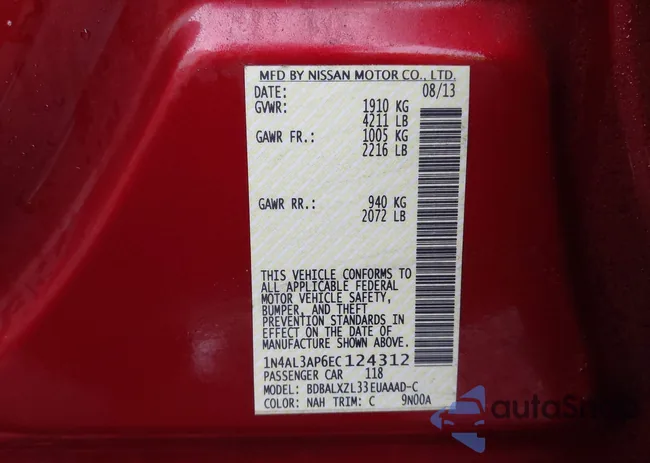 MFD BY NISSAN MOTOR CO., LTD.
DATE: 08/13
GVWR: 1910 KG
4211 LB
GAWR FR.: 1005 KG
2216 LB
GAWR RR.: 940 KG
2072 LB
THIS VEHICLE CONFORMS TO
ALL APPLICABLE FEDERAL
MOTOR VEHICLE SAFETY,
BUMPER, AND THEFT
PREVENTION STANDARDS IN
EFFECT ON THE DATE OF
MANUFACTURE SHOWN ABOVE.
1N4AL3AP6EC124312
PASSENGER CAR 118
MODEL: BDBALXZL33EUAAAD-C
COLOR: NAH TRIM: C 9N00A